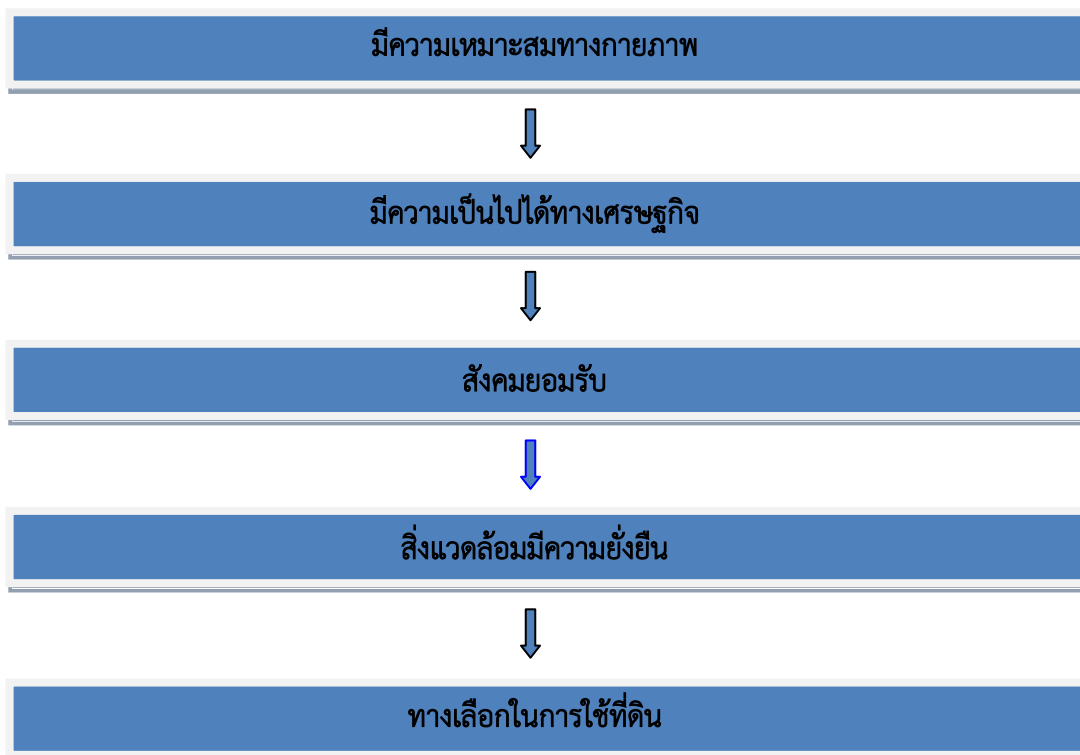 มีความเหมาะสมทางกายภาพ
มีความเป็นไปได้ทางเศรษฐกิจ
สังคมยอมรับ
สิ่งแวดล้อมมีความยั่งยืน
ทางเลือกในการใช้ที่ดิน